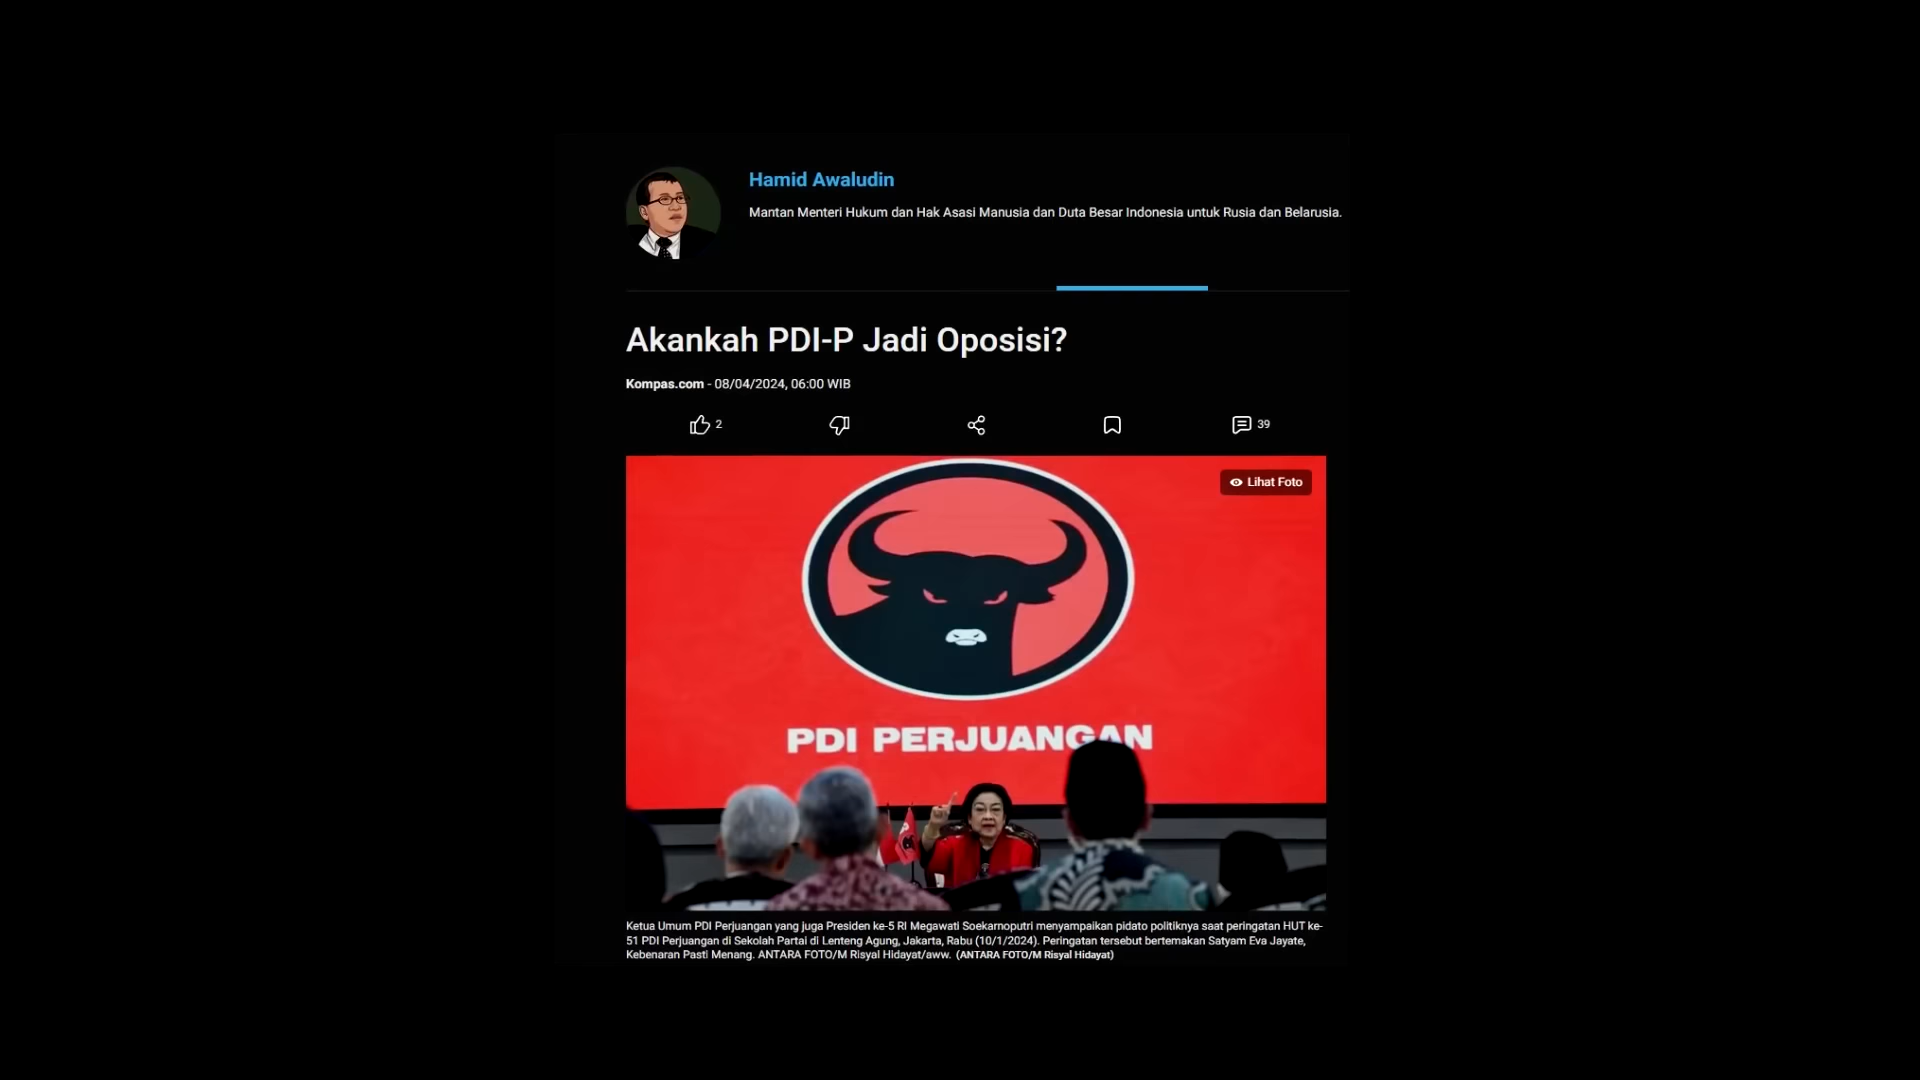 Hamid Awaludin
Mantan Menteri Hukum dan Hak Asasi Manusia dan Duta Besar Indonesia untuk Rusia dan Belarusia.
Akankah PDI-P Jadi Oposisi?
Kompas.com - 08/04/2024, 06:00 WIB
2
39
Lihat Foto
PDI PERJUANGAN
Ketua Umum PDI Perjuangan yang juga Presiden ke-5 RI Megawati Soekarnoputri menyampaikan pidato politiknya saat peringatan HUT ke-
51 PDI Perjuangan di Sekolah Partai di Lenteng Agung, Jakarta, Rabu (10/1/2024). Peringatan tersebut bertemakan Satyam Eva Jayate,
Kebenaran Pasti Menang. ANTARA FOTO/M Risyal Hidayat/aww. (ANTARA FOTO/M Risyal Hidayat)